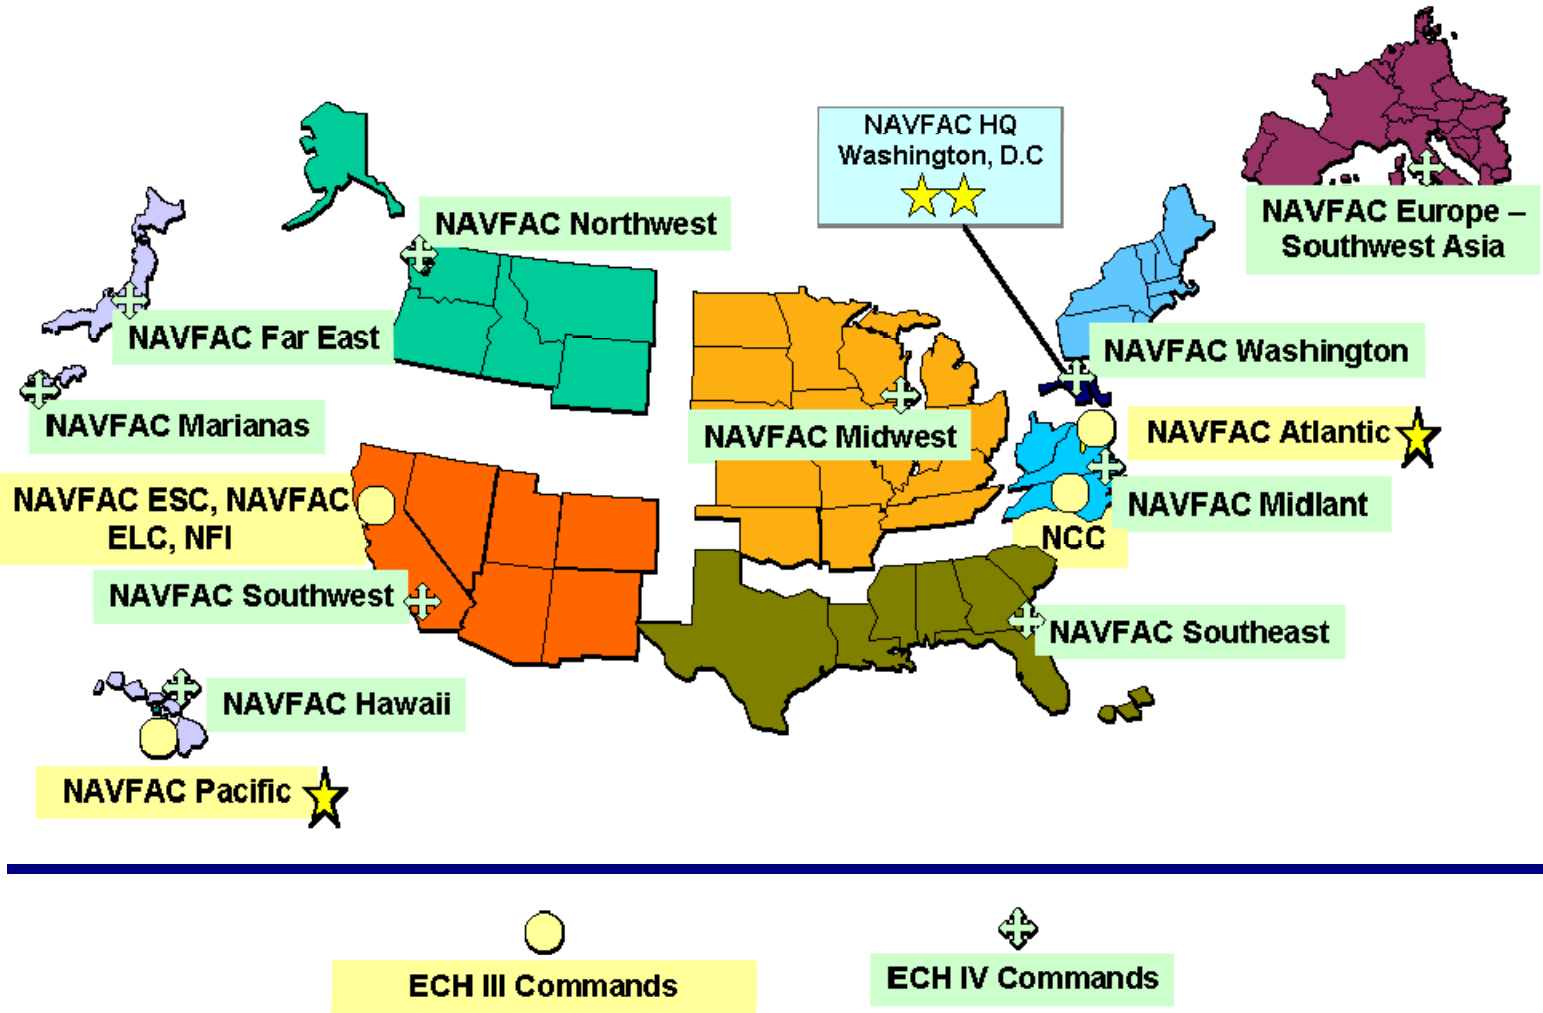 NAVFAC HQ
Washington, D.C
NAVFAC Northwest
NAVFAC Europe –
Southwest Asia
NAVFAC Far East
NAVFAC Washington
NAVFAC Marianas
NAVFAC Midwest
NAVFAC Atlantic
NAVFAC ESC, NAVFAC
ELC, NFI
NAVFAC Midlant
NCC
NAVFAC Southwest
NAVFAC Southeast
NAVFAC Hawaii
NAVFAC Pacific
ECH III Commands
ECH IV Commands